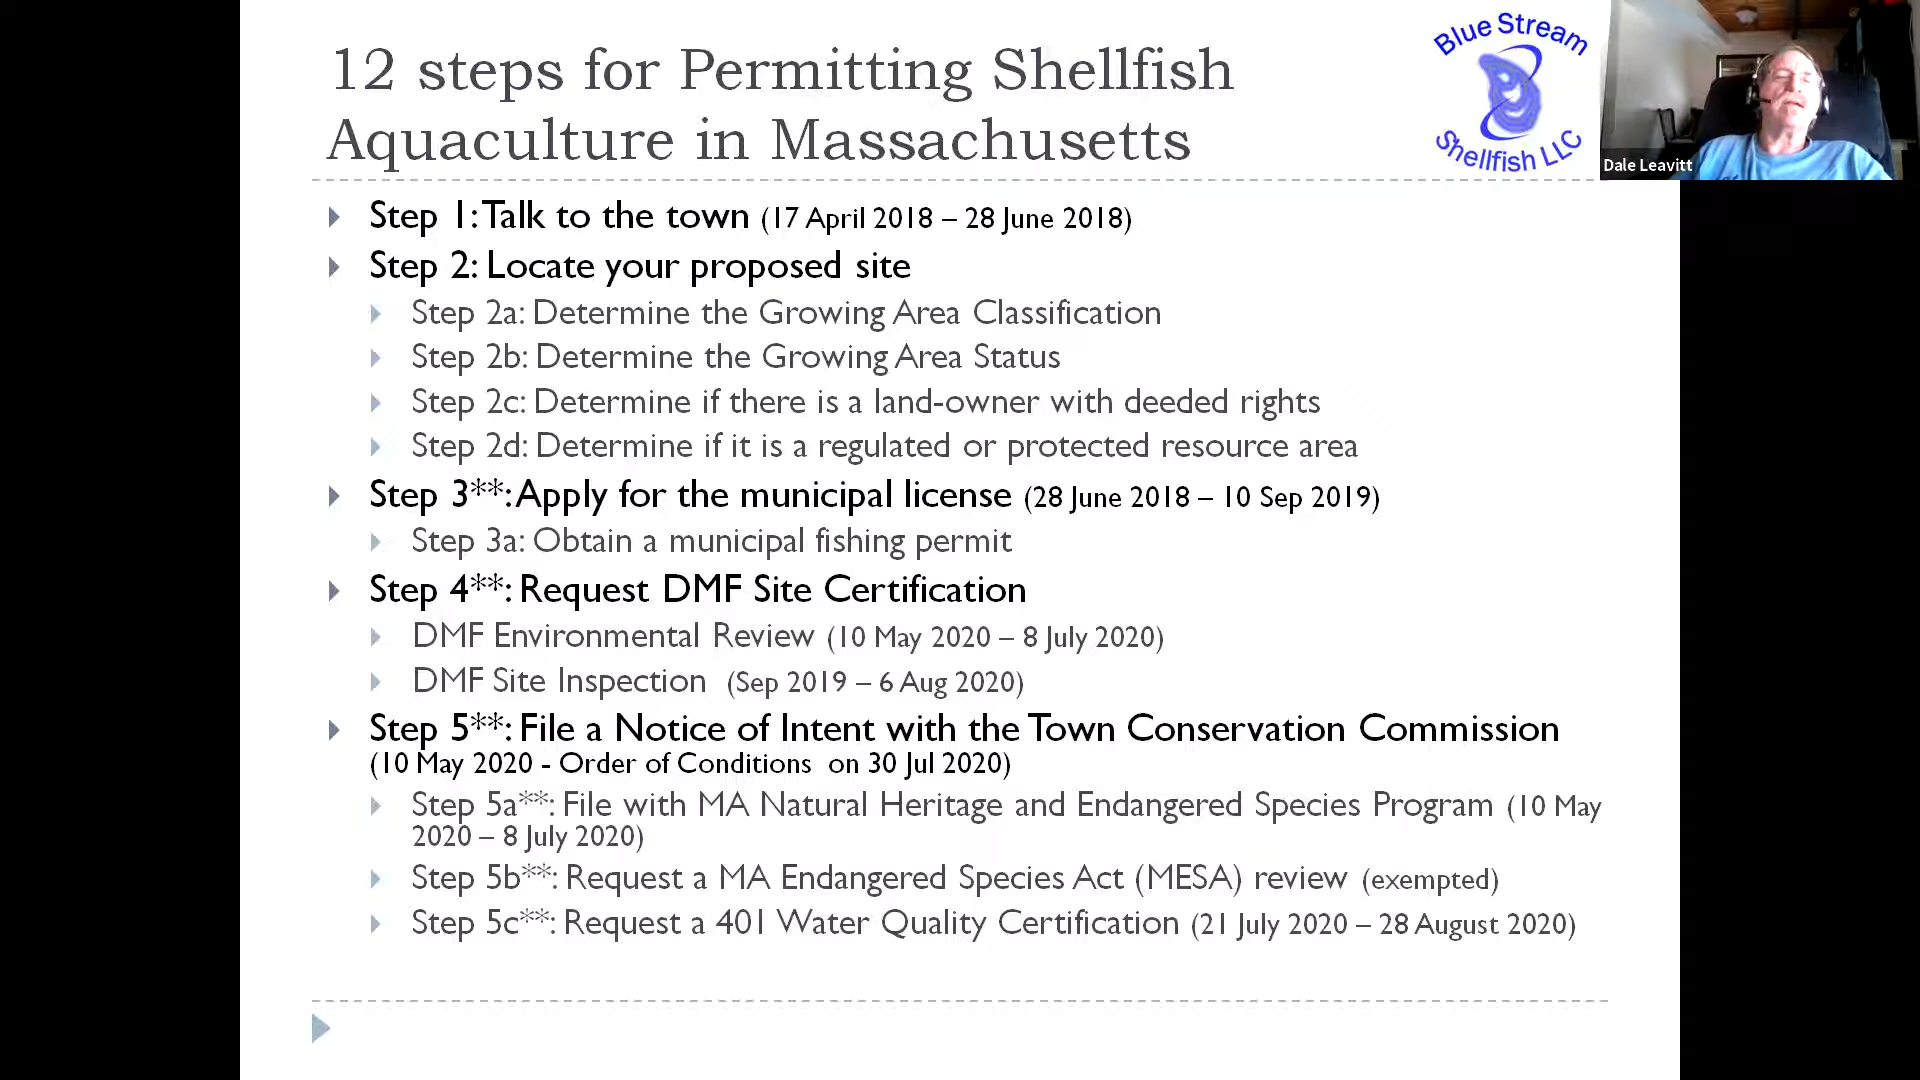 12 steps for Permitting Shellfish
Aquaculture in Massachusetts
Blue Stream
Shellfish LLC
Dale Leavitt
Step 1: Talk to the town (17 April 2018 – 28 June 2018)
Step 2: Locate your proposed site
Step 2a: Determine the Growing Area Classification
Step 2b: Determine the Growing Area Status
Step 2c: Determine if there is a land-owner with deeded rights
Step 2d: Determine if it is a regulated or protected resource area
Step 3**: Apply for the municipal license (28 June 2018 – 10 Sep 2019)
Step 3a: Obtain a municipal fishing permit
Step 4**: Request DMF Site Certification
DMF Environmental Review (10 May 2020 – 8 July 2020)
DMF Site Inspection (Sep 2019 – 6 Aug 2020)
Step 5**: File a Notice of Intent with the Town Conservation Commission
(10 May 2020 - Order of Conditions on 30 Jul 2020)
Step 5a**: File with MA Natural Heritage and Endangered Species Program (10 May
2020 – 8 July 2020)
Step 5b**: Request a MA Endangered Species Act (MESA) review (exempted)
Step 5c**: Request a 401 Water Quality Certification (21 July 2020 – 28 August 2020)